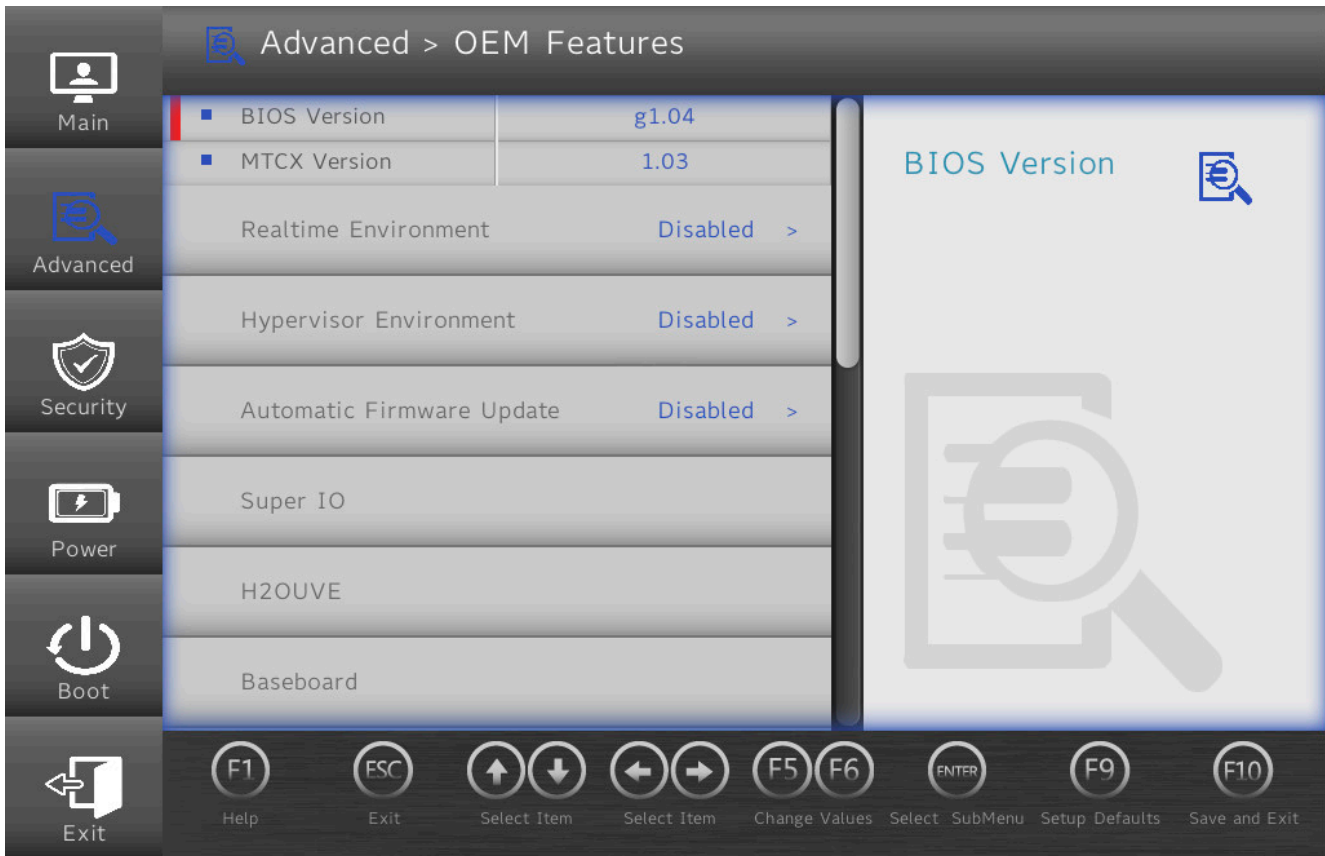 Advanced > OEM Features
Main
Advanced
Security
Power
Boot
Exit
BIOS Version g1.04
MTCX Version 1.03
Realtime Environment Disabled >
Hypervisor Environment Disabled >
Automatic Firmware Update Disabled >
Super IO
H2OUVE
Baseboard
BIOS Version
F1 ESC F5 F6 ENTER F9 F10
Help Exit Select Item Select Item Change Values Select SubMenu Setup Defaults Save and Exit